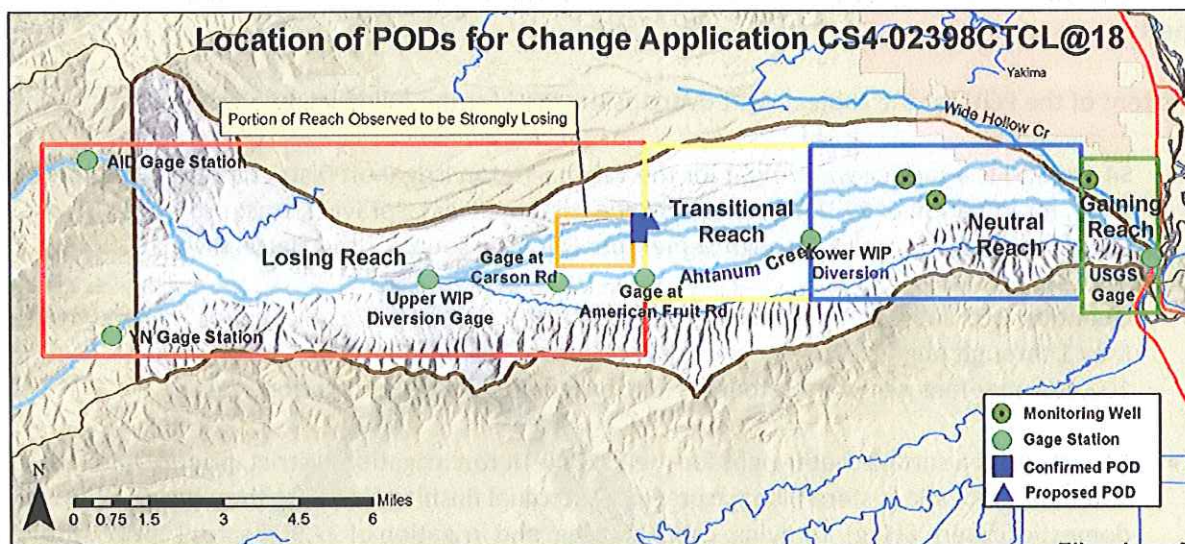 Location of PODs for Change Application CS4-02398CTCL@18
Yakima
Portion of Reach Observed to be Strongly Losing
Wide Hollow Cr
AID Gage Station
Losing Reach
Transitional
Reach
Neutral
Reach
Gaining
Reach
Gage at
Carson Rd
Ahtanum Creek
Lower WIP
Diversion
Upper WIP
Diversion Gage
Gage at
American Fruit Rd
USGS
Gage
YN Gage Station
Monitoring Well
Gage Station
Confirmed POD
Proposed POD
N
Miles
0 0.75 1.5 3 4.5 6